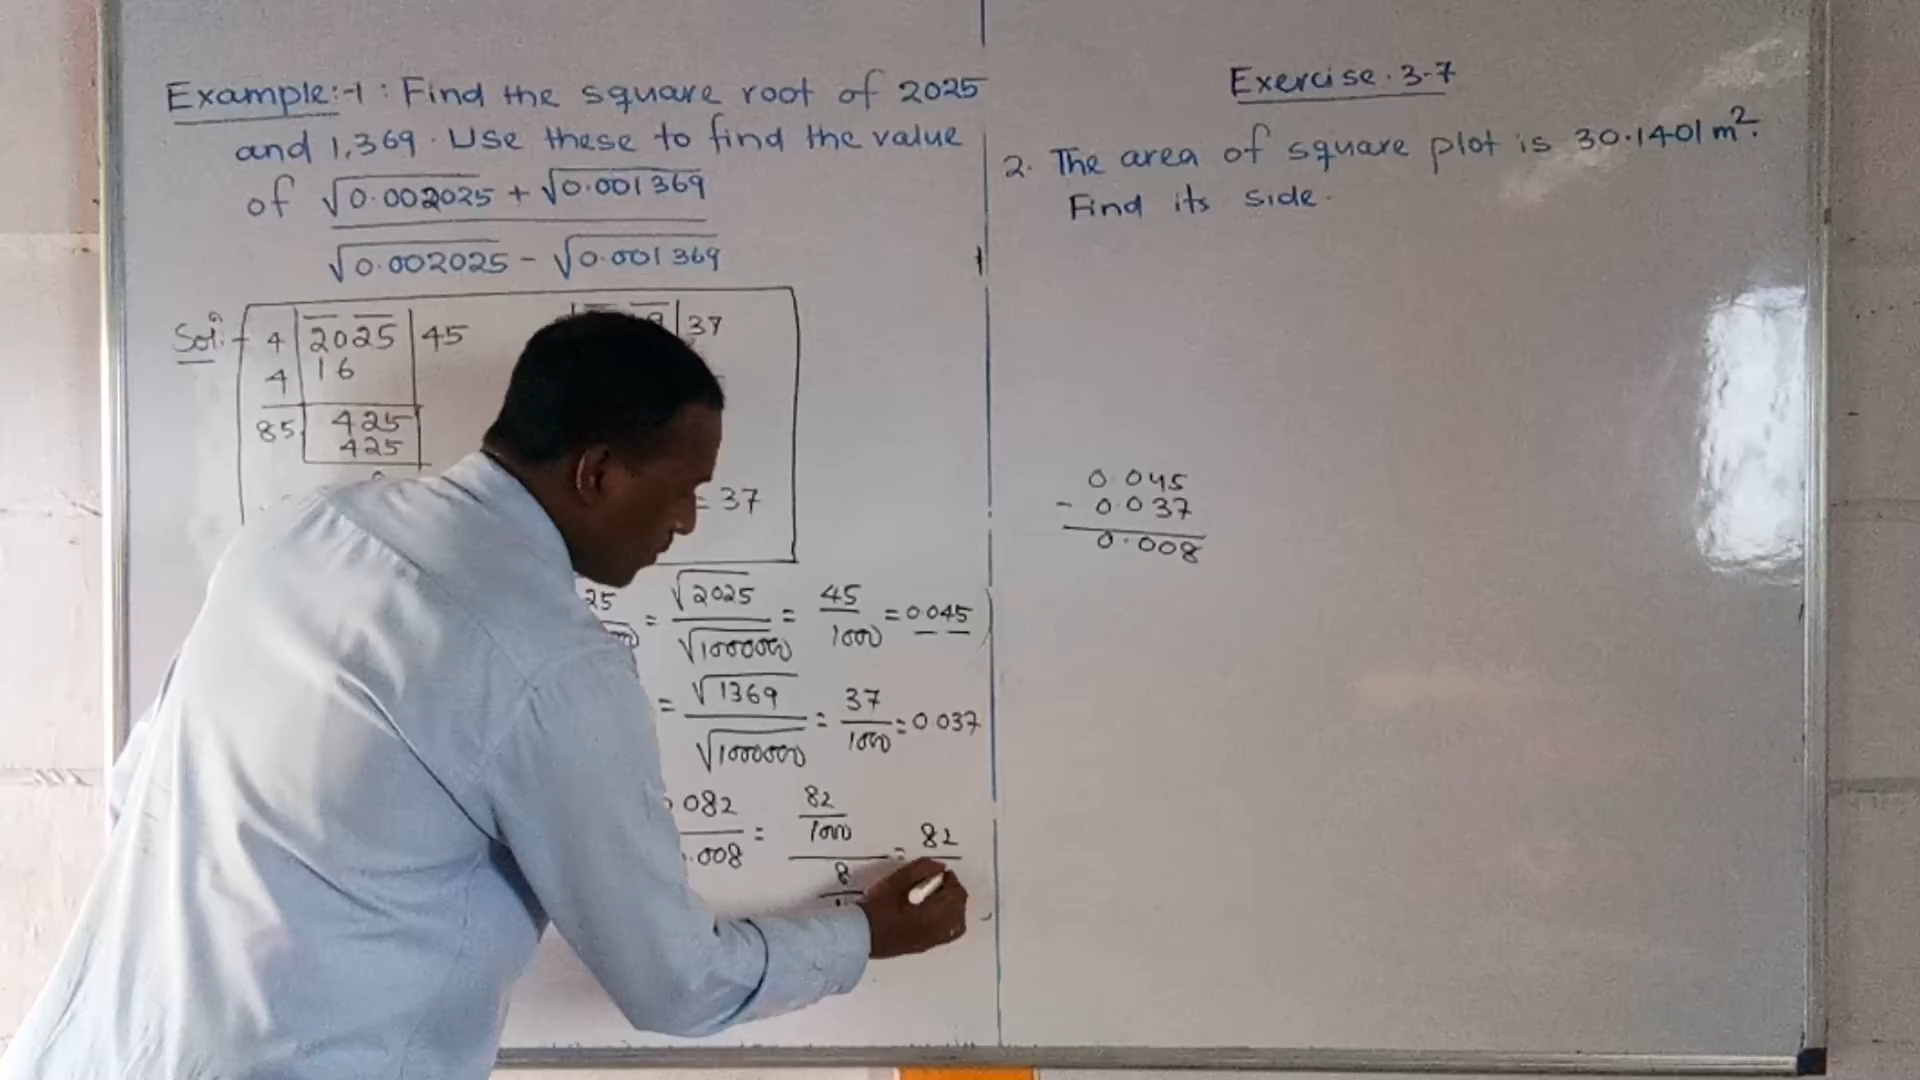 Example:-1: Find the square root of 2025
and 1,369. Use these to find the value
of √0.002025 + √0.001369
√0.002025 - √0.001369
Sol:- 4 2025 45
4 16
85 425
425
37
= 37
25 = √2025 / √1000000 = 45/1000 = 0.045
= √1369 / √1000000 = 37/1000 = 0.037
082 / .008 = 82/1000 / 8 = 82
Exercise. 3-7
2. The area of square plot is 30.1401 m².
Find its side.
0.045
- 0.037
0.008